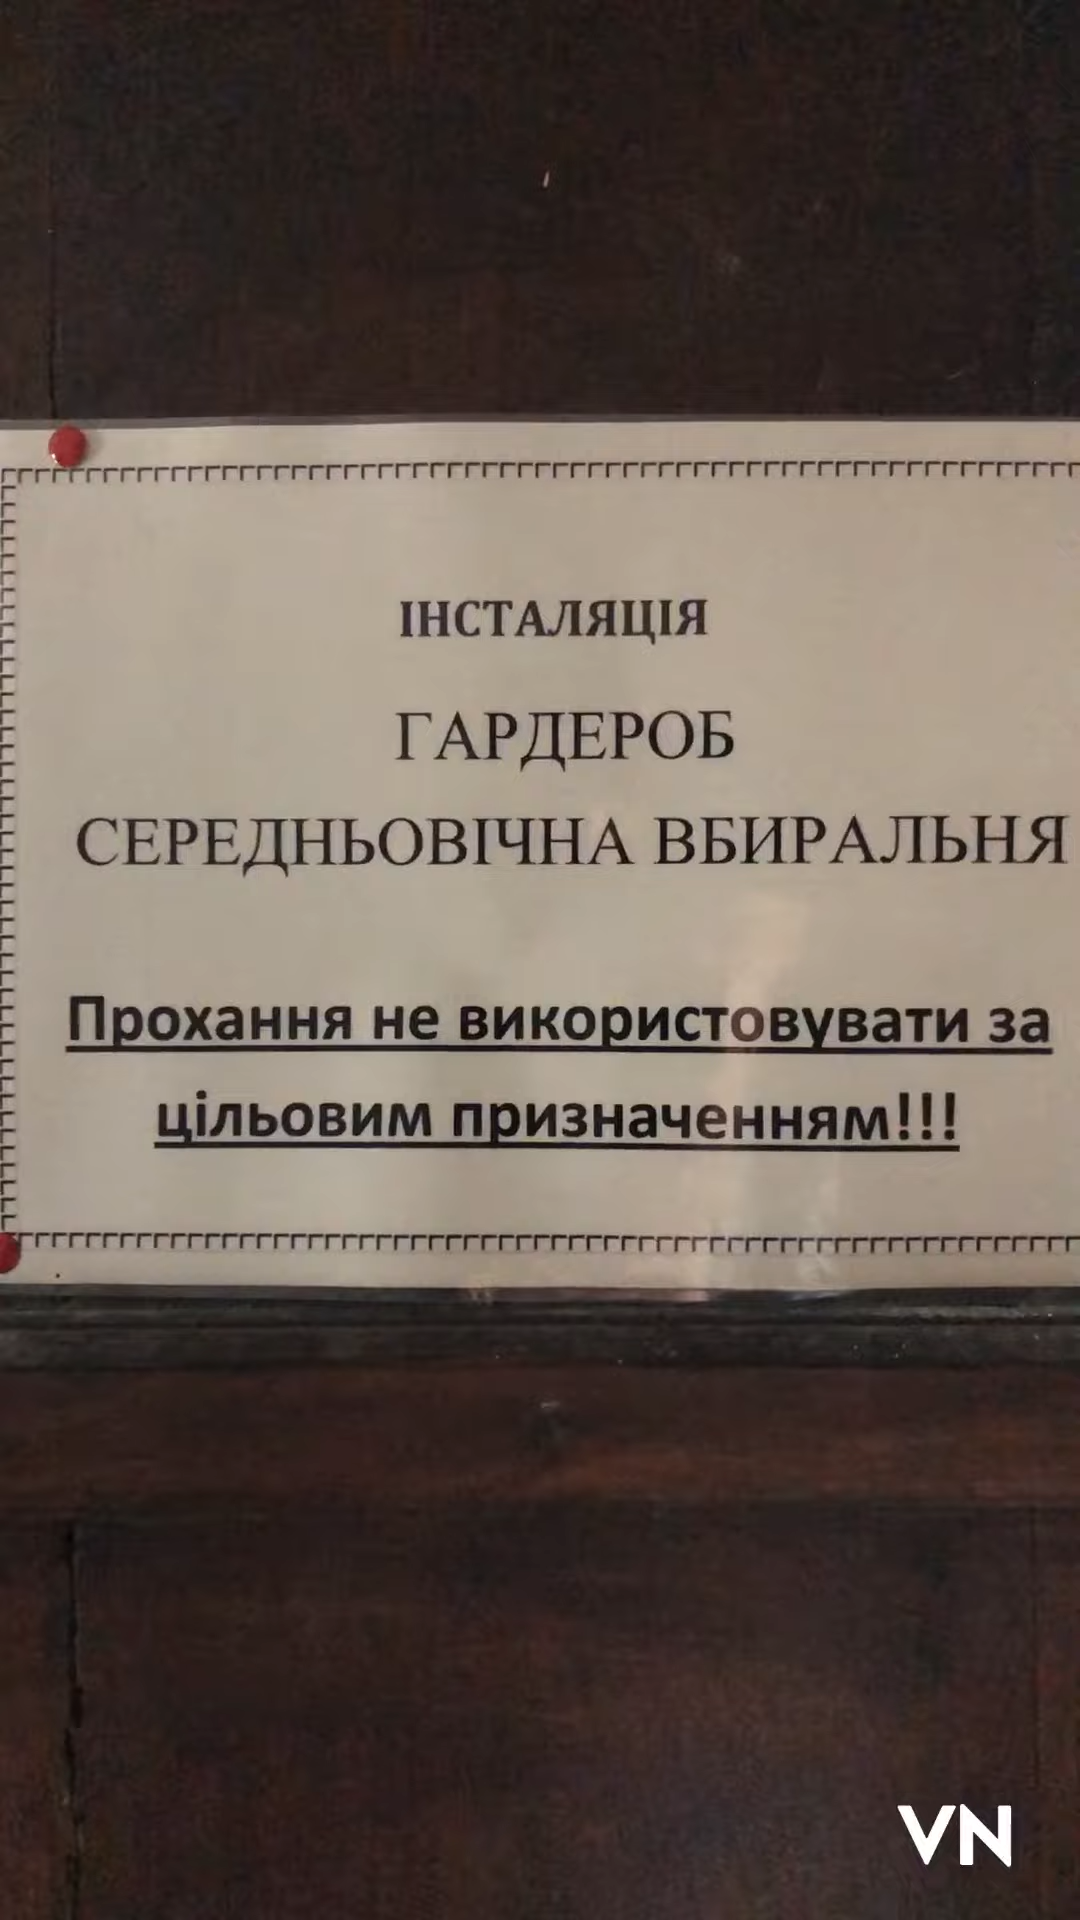 ІНСТАЛЯЦІЯ
ГАРДЕРОБ
СЕРЕДНЬОВІЧНА ВБИРАЛЬНЯ
Прохання не використовувати за
цільовим призначенням!!!
VN